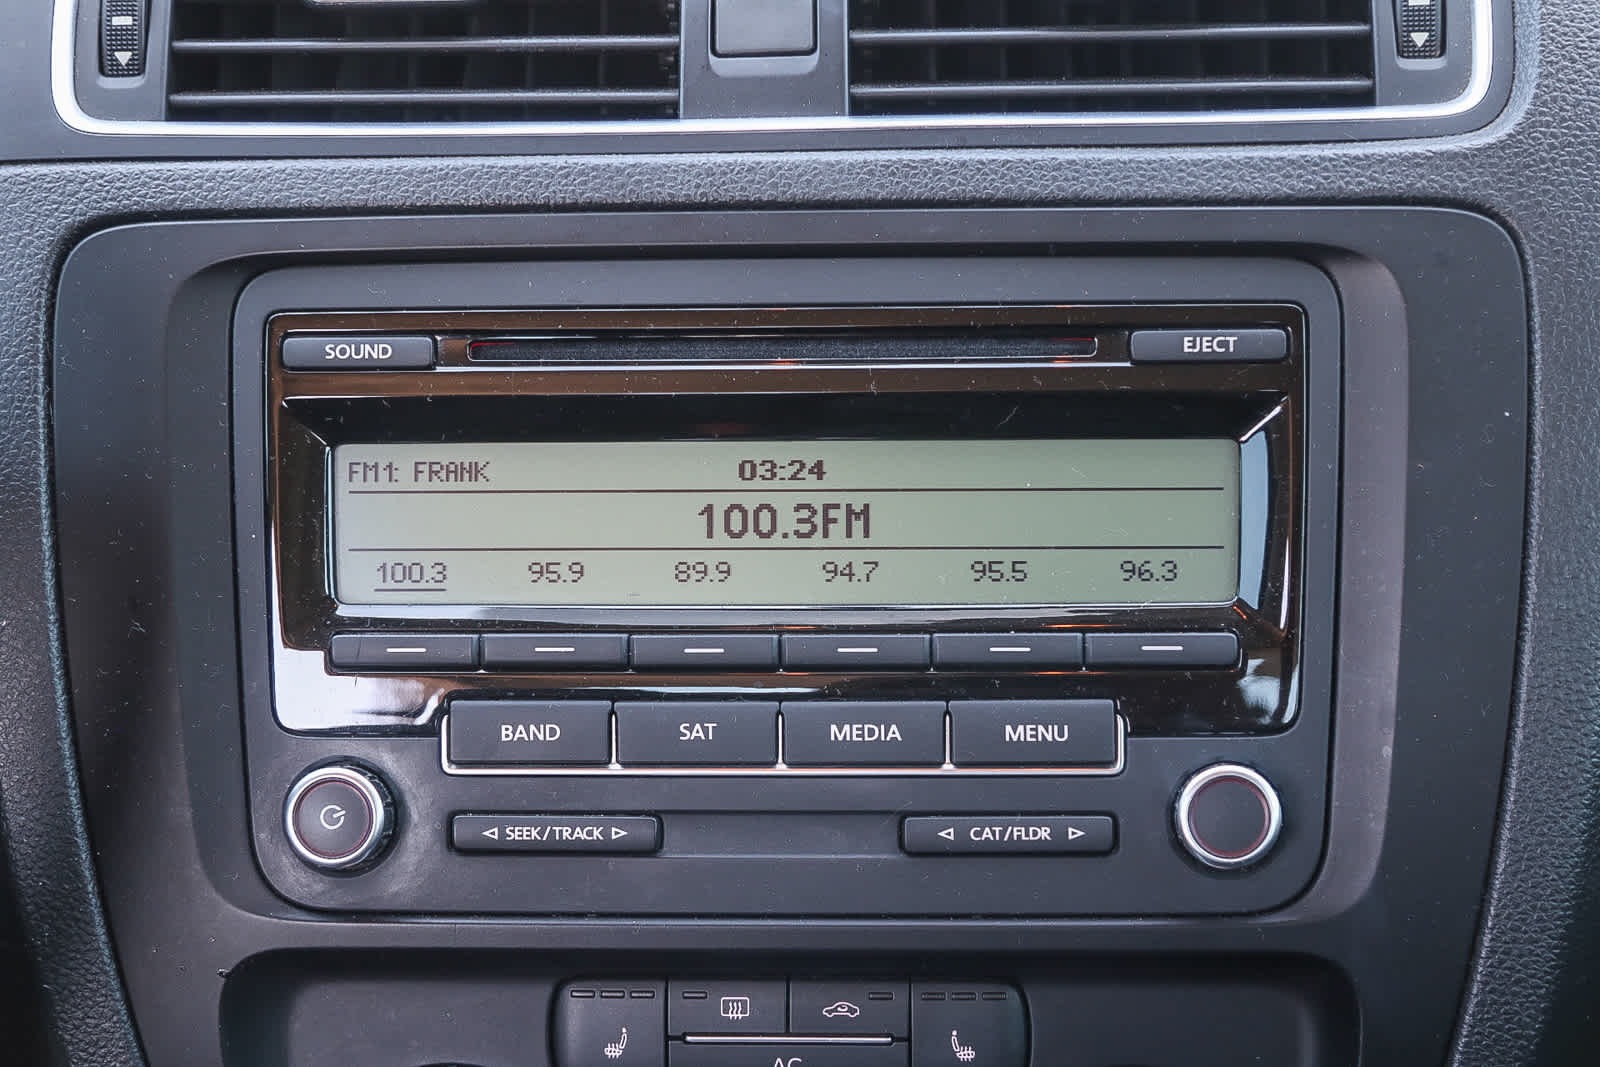 SOUND
EJECT
FM1: FRANK 03:24
100.3FM
100.3 95.9 89.9 94.7 95.5 96.3
BAND SAT MEDIA MENU
SEEK/TRACK CAT/FLDR
AC